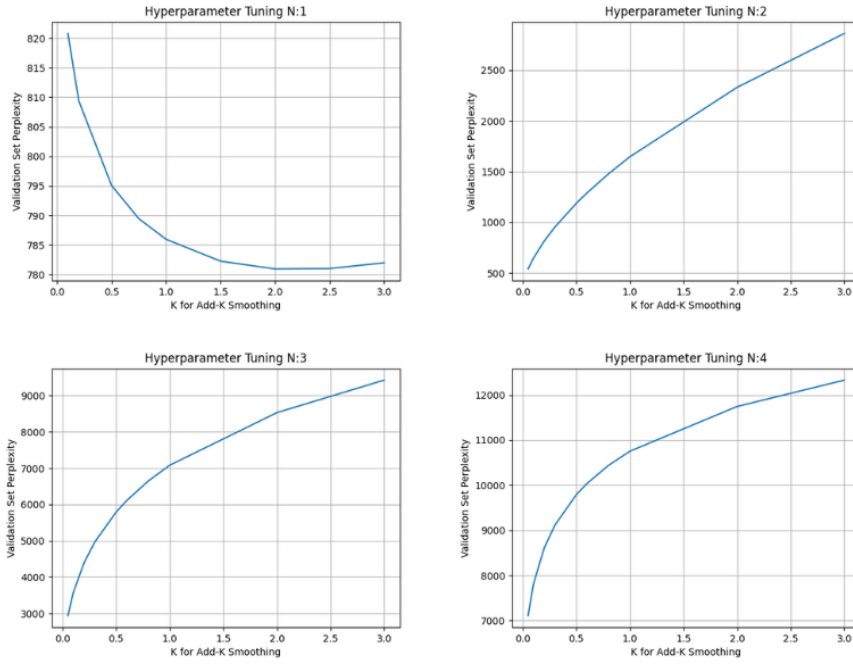 Hyperparameter Tuning N:1
820
815
810
805
800
795
790
785
780
Validation Set Perplexity
0.0 0.5 1.0 1.5 2.0 2.5 3.0
K for Add-K Smoothing
Hyperparameter Tuning N:2
2500
2000
1500
1000
500
Validation Set Perplexity
0.0 0.5 1.0 1.5 2.0 2.5 3.0
K for Add-K Smoothing
Hyperparameter Tuning N:3
9000
8000
7000
6000
5000
4000
3000
Validation Set Perplexity
0.0 0.5 1.0 1.5 2.0 2.5 3.0
K for Add-K Smoothing
Hyperparameter Tuning N:4
12000
11000
10000
9000
8000
7000
Validation Set Perplexity
0.0 0.5 1.0 1.5 2.0 2.5 3.0
K for Add-K Smoothing